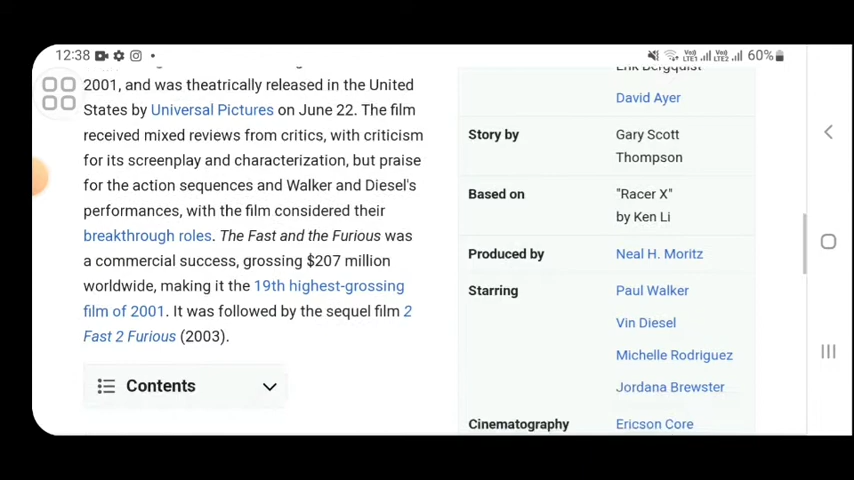 12:38
60%
2001, and was theatrically released in the United
States by Universal Pictures on June 22. The film
received mixed reviews from critics, with criticism
for its screenplay and characterization, but praise
for the action sequences and Walker and Diesel's
performances, with the film considered their
breakthrough roles. The Fast and the Furious was
a commercial success, grossing $207 million
worldwide, making it the 19th highest-grossing
film of 2001. It was followed by the sequel film 2
Fast 2 Furious (2003).
Contents
Erik Bergquist
David Ayer
Story by
Gary Scott
Thompson
Based on
"Racer X"
by Ken Li
Produced by
Neal H. Moritz
Starring
Paul Walker
Vin Diesel
Michelle Rodriguez
Jordana Brewster
Cinematography
Ericson Core